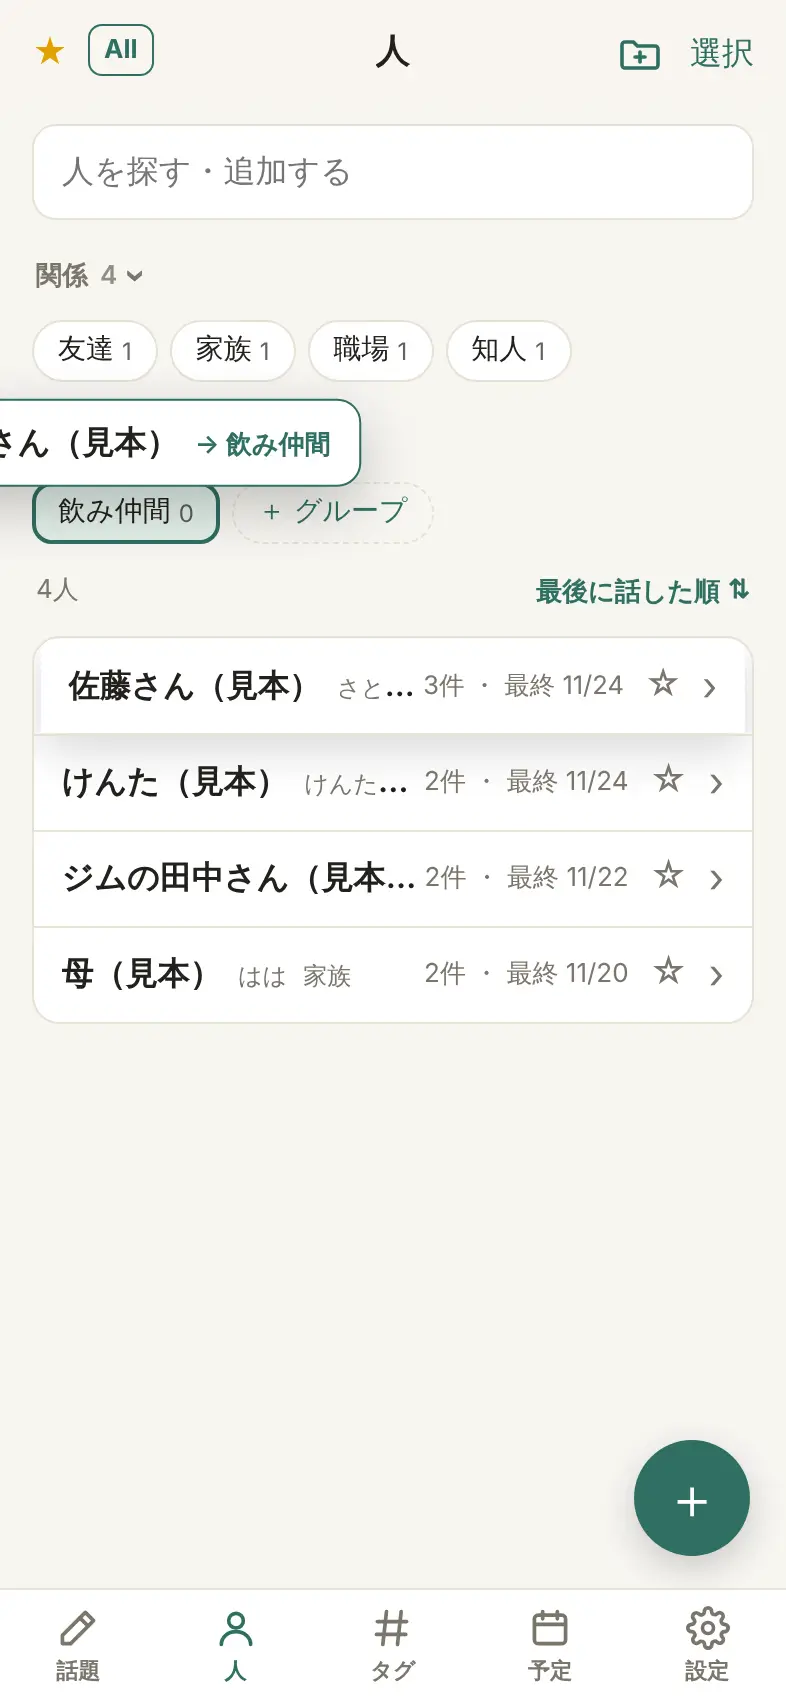 ★ All 人 選択
人を探す・追加する
関係 4
友達 1 家族 1 職場 1 知人 1
さん（見本） → 飲み仲間
飲み仲間 0 ＋ グループ
4人 最後に話した順 ⇅
佐藤さん（見本） さと… 3件 ・ 最終 11/24 ☆ ›
けんた（見本） けんた… 2件 ・ 最終 11/24 ☆ ›
ジムの田中さん（見本… 2件 ・ 最終 11/22 ☆ ›
母（見本） はは 家族 2件 ・ 最終 11/20 ☆ ›
＋
話題 人 タグ 予定 設定